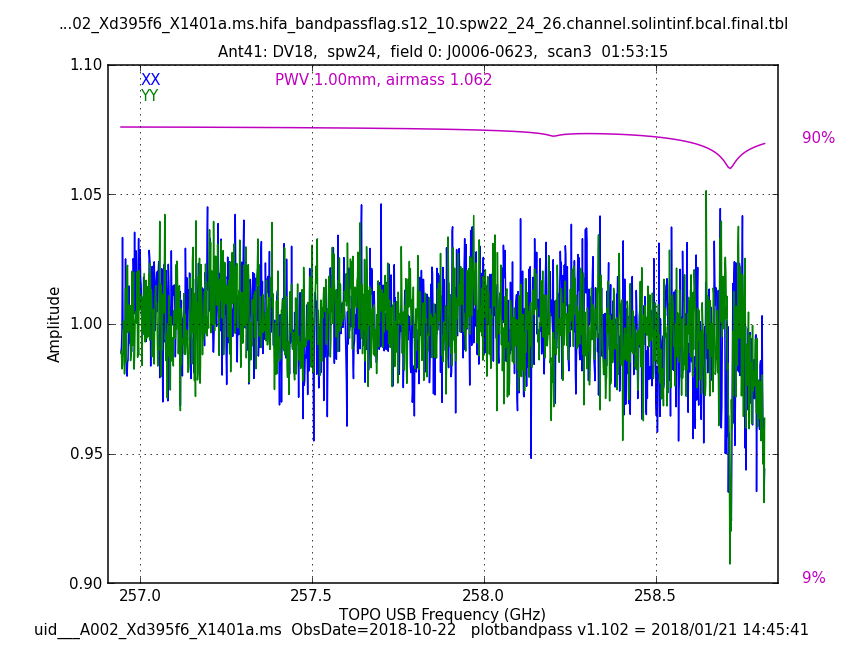 ...02_Xd395f6_X1401a.ms.hifa_bandpassflag.s12_10.spw22_24_26.channel.solintinf.bcal.final.tbl
Ant41: DV18, spw24, field 0: J0006-0623, scan3 01:53:15
1.10
XX
PWV 1.00mm, airmass 1.062
YY
90%
1.05
1.00
Amplitude
0.95
9%
0.90
257.0 257.5 258.0 258.5
TOPO USB Frequency (GHz)
uid___A002_Xd395f6_X1401a.ms ObsDate=2018-10-22 plotbandpass v1.102 = 2018/01/21 14:45:41